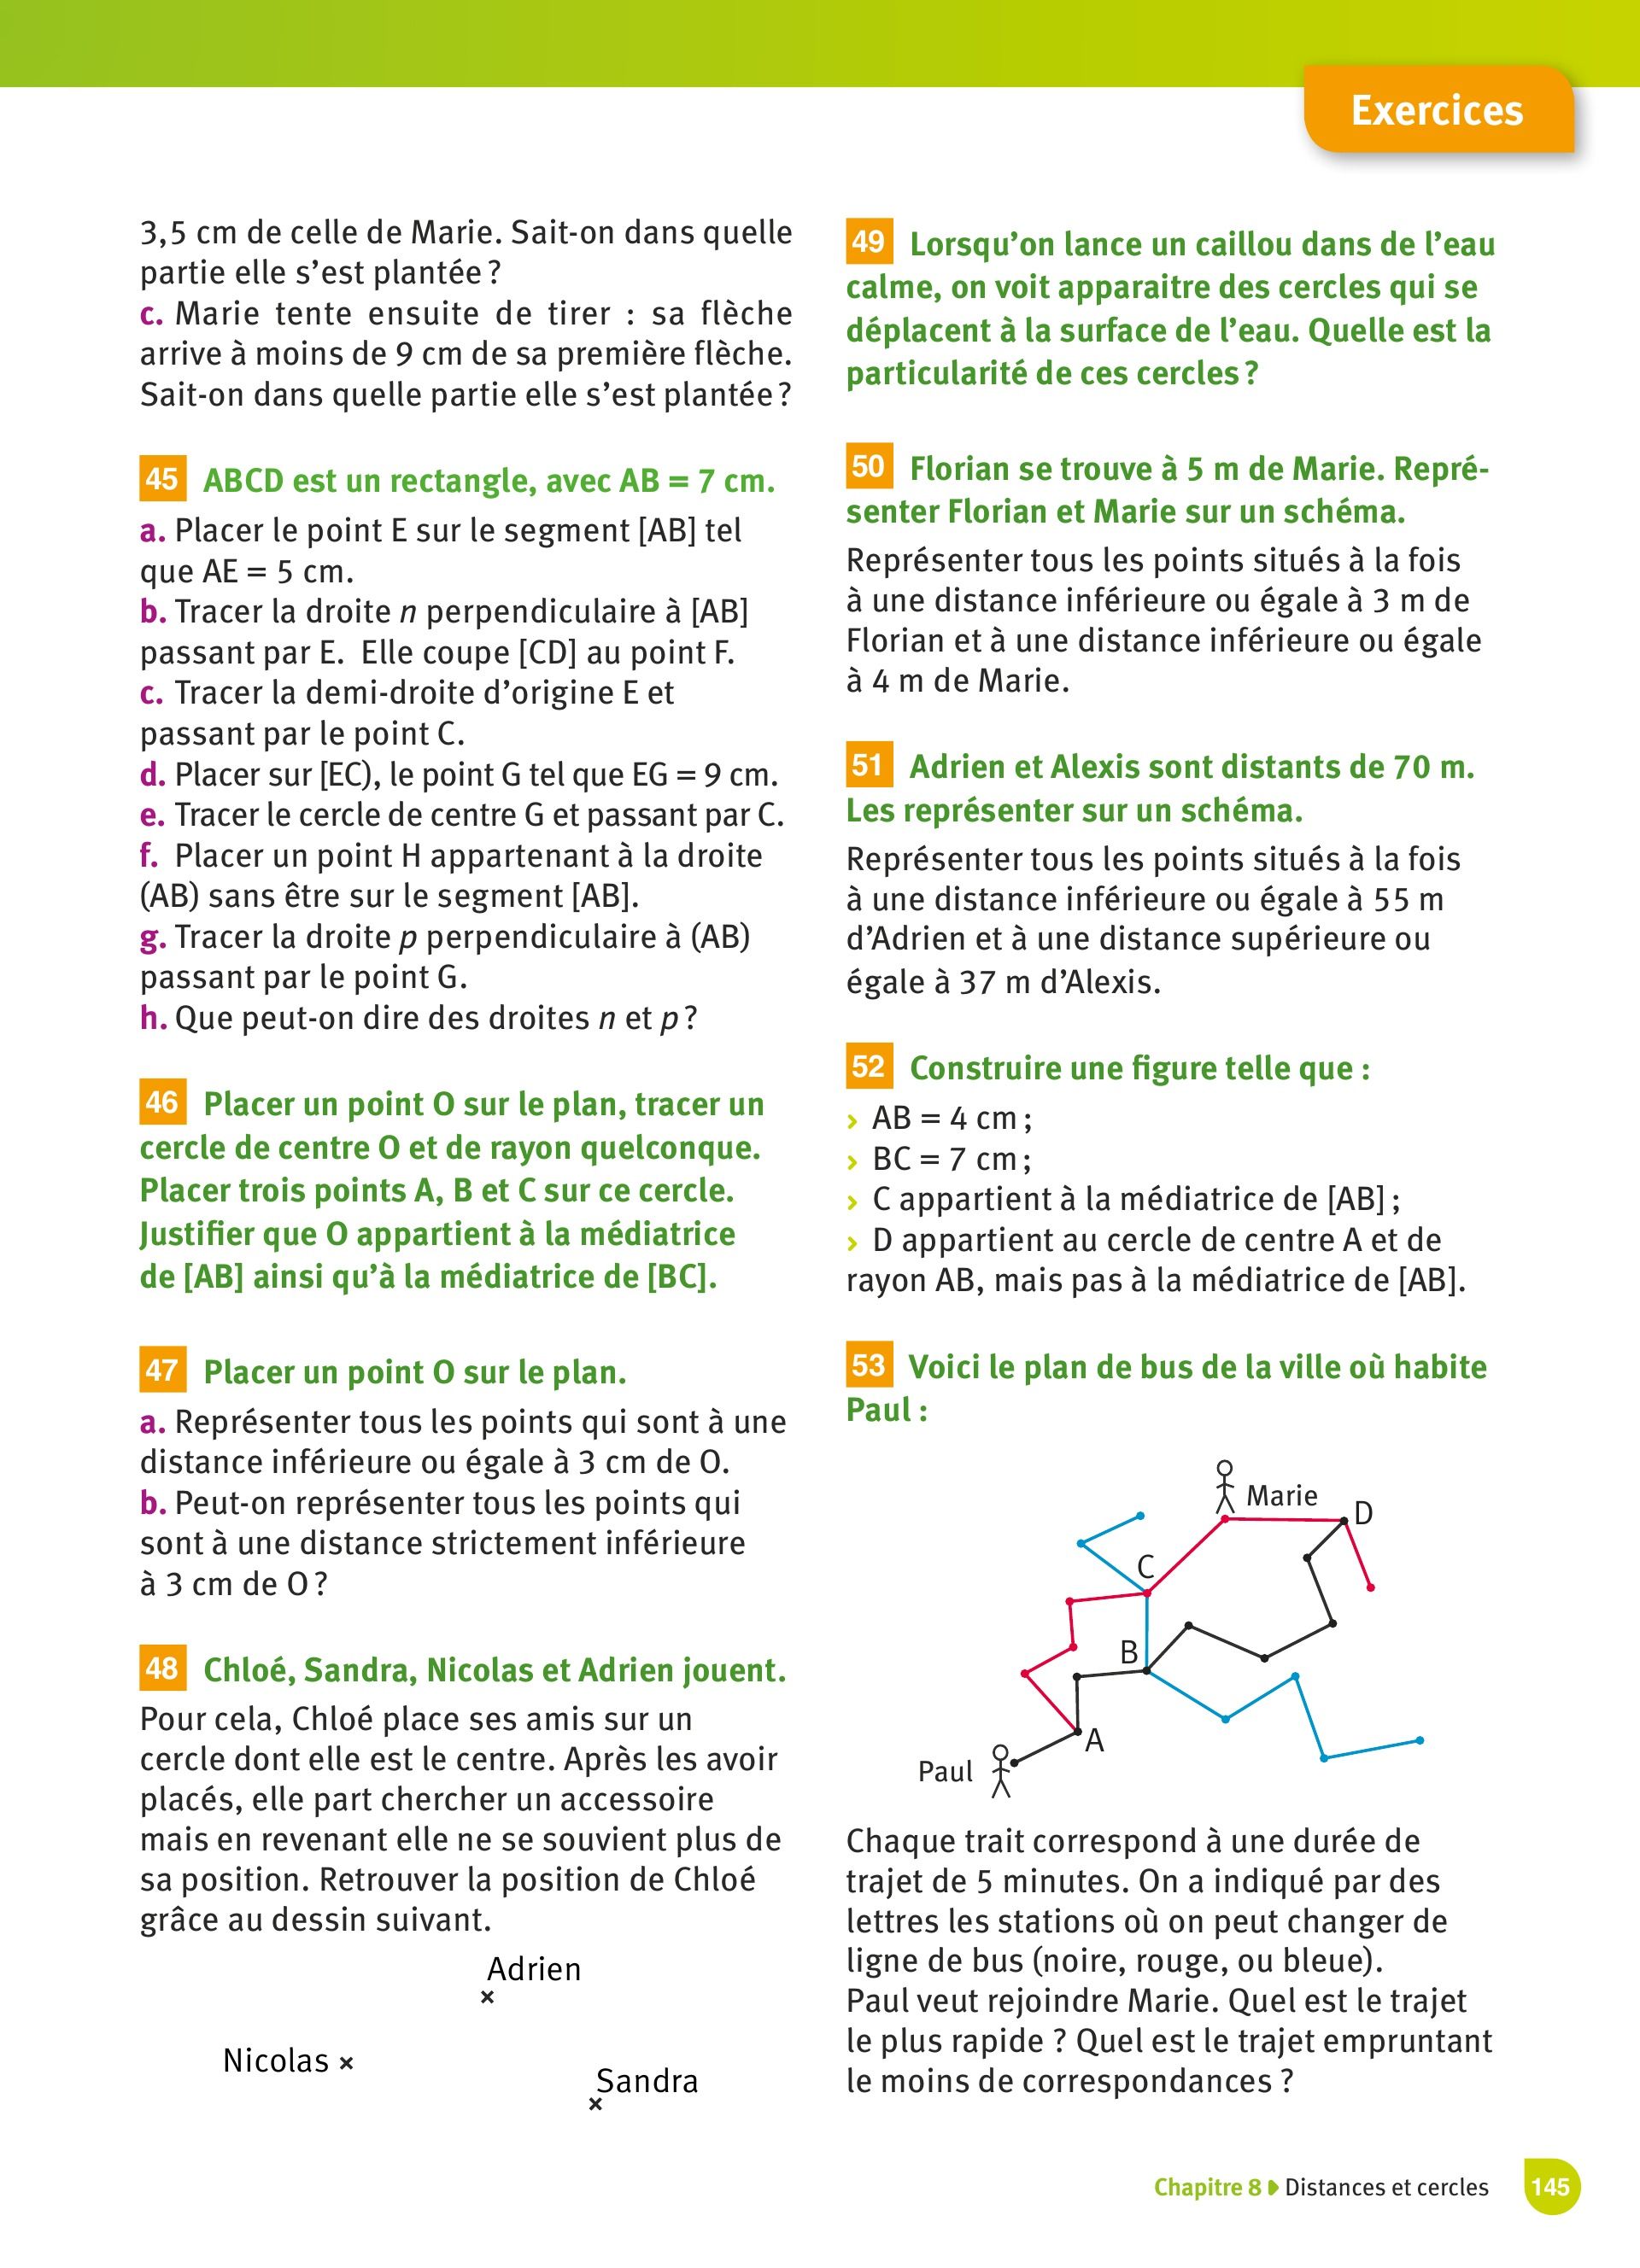 Exercices
3,5 cm de celle de Marie. Sait-on dans quelle
partie elle s’est plantée ?
c. Marie tente ensuite de tirer : sa flèche
arrive à moins de 9 cm de sa première flèche.
Sait-on dans quelle partie elle s’est plantée ?
45 ABCD est un rectangle, avec AB = 7 cm.
a. Placer le point E sur le segment [AB] tel
que AE = 5 cm.
b. Tracer la droite n perpendiculaire à [AB]
passant par E. Elle coupe [CD] au point F.
c. Tracer la demi-droite d’origine E et
passant par le point C.
d. Placer sur [EC), le point G tel que EG = 9 cm.
e. Tracer le cercle de centre G et passant par C.
f. Placer un point H appartenant à la droite
(AB) sans être sur le segment [AB].
g. Tracer la droite p perpendiculaire à (AB)
passant par le point G.
h. Que peut-on dire des droites n et p ?
46 Placer un point O sur le plan, tracer un
cercle de centre O et de rayon quelconque.
Placer trois points A, B et C sur ce cercle.
Justifier que O appartient à la médiatrice
de [AB] ainsi qu’à la médiatrice de [BC].
47 Placer un point O sur le plan.
a. Représenter tous les points qui sont à une
distance inférieure ou égale à 3 cm de O.
b. Peut-on représenter tous les points qui
sont à une distance strictement inférieure
à 3 cm de O ?
48 Chloé, Sandra, Nicolas et Adrien jouent.
Pour cela, Chloé place ses amis sur un
cercle dont elle est le centre. Après les avoir
placés, elle part chercher un accessoire
mais en revenant elle ne se souvient plus de
sa position. Retrouver la position de Chloé
grâce au dessin suivant.
Adrien
Nicolas
Sandra
49 Lorsqu’on lance un caillou dans de l’eau
calme, on voit apparaitre des cercles qui se
déplacent à la surface de l’eau. Quelle est la
particularité de ces cercles ?
50 Florian se trouve à 5 m de Marie. Repré-
senter Florian et Marie sur un schéma.
Représenter tous les points situés à la fois
à une distance inférieure ou égale à 3 m de
Florian et à une distance inférieure ou égale
à 4 m de Marie.
51 Adrien et Alexis sont distants de 70 m.
Les représenter sur un schéma.
Représenter tous les points situés à la fois
à une distance inférieure ou égale à 55 m
d’Adrien et à une distance supérieure ou
égale à 37 m d’Alexis.
52 Construire une figure telle que :
› AB = 4 cm ;
› BC = 7 cm ;
› C appartient à la médiatrice de [AB] ;
› D appartient au cercle de centre A et de
rayon AB, mais pas à la médiatrice de [AB].
53 Voici le plan de bus de la ville où habite
Paul :
Marie
D
C
B
A
Paul
Chaque trait correspond à une durée de
trajet de 5 minutes. On a indiqué par des
lettres les stations où on peut changer de
ligne de bus (noire, rouge, ou bleue).
Paul veut rejoindre Marie. Quel est le trajet
le plus rapide ? Quel est le trajet empruntant
le moins de correspondances ?
Chapitre 8 Distances et cercles 145